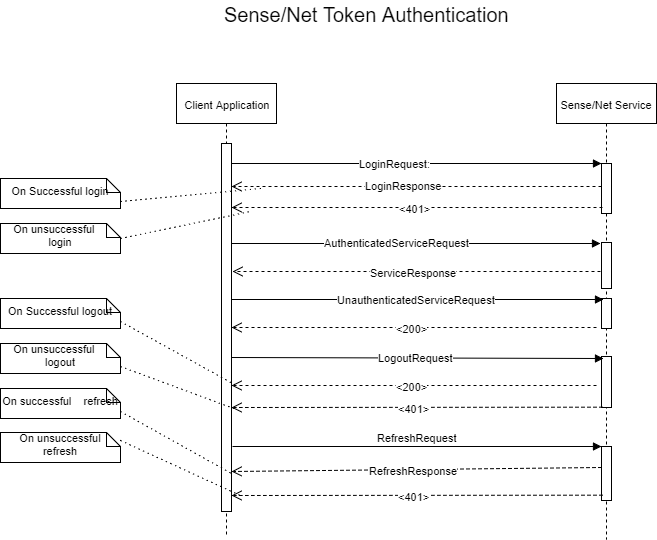 Sense/Net Token Authentication
Client Application
Sense/Net Service
LoginRequest:
On Successful login
LoginResponse
<401>
On unsuccessful
login
AuthenticatedServiceRequest
ServiceResponse
UnauthenticatedServiceRequest
On Successful logout
<200>
On unsuccessful
logout
LogoutRequest
<200>
On successful refresh
<401>
On unsuccessful
refresh
RefreshRequest
RefreshResponse
<401>